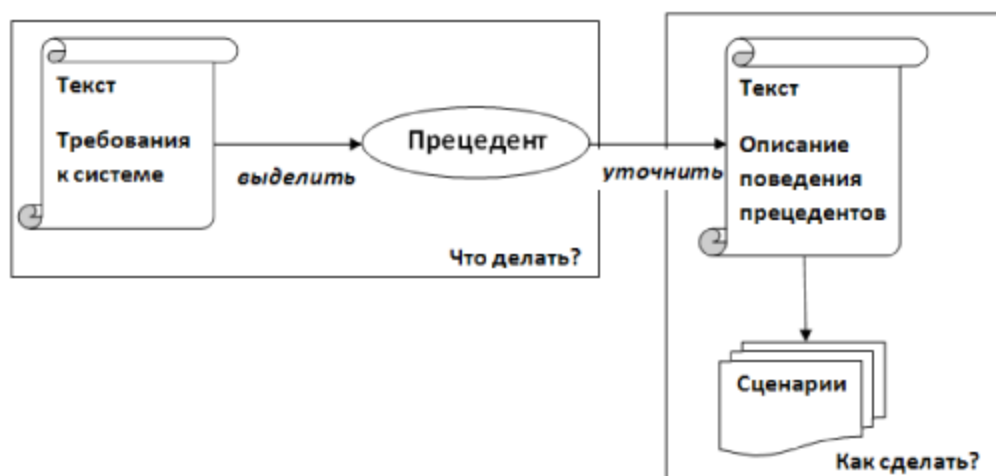 Текст
Требования
к системе
выделить
Прецедент
Что делать?
уточнить
Текст
Описание
поведения
прецедентов
Сценарии
Как сделать?